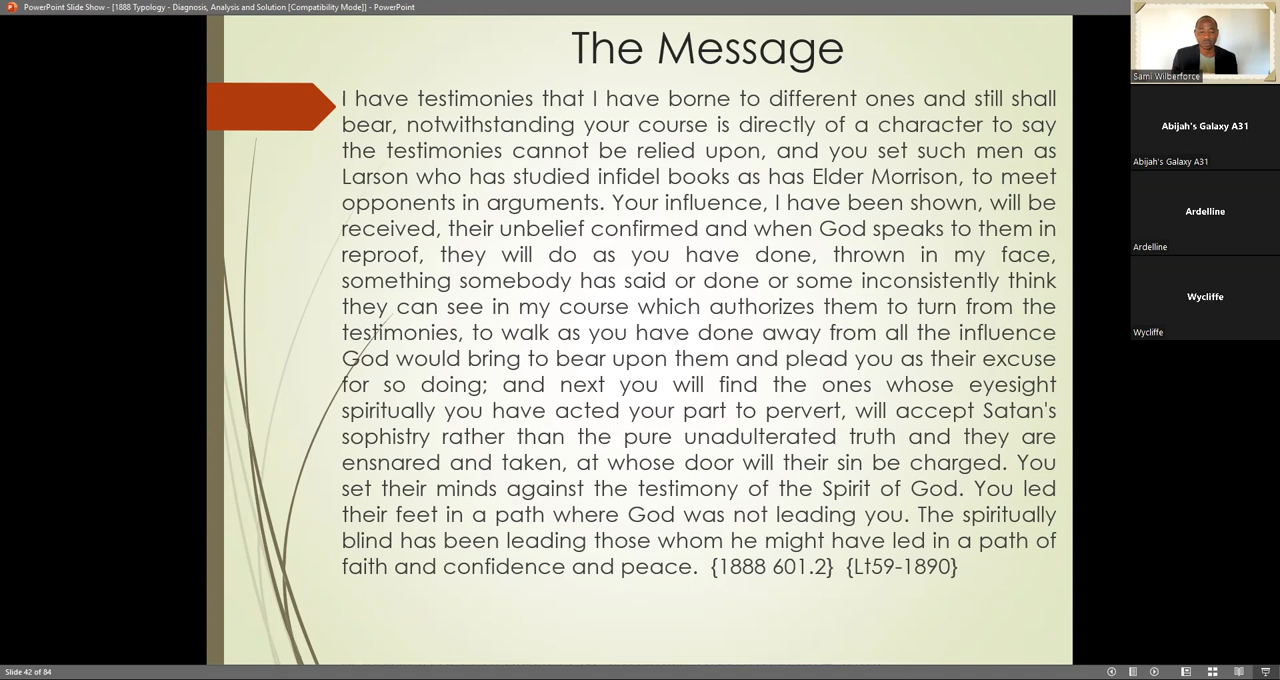 PowerPoint Slide Show - [1888 Typology - Diagnosis, Analysis and Solution [Compatibility Mode]] - PowerPoint
The Message
I have testimonies that I have borne to different ones and still shall
bear, notwithstanding your course is directly of a character to say
the testimonies cannot be relied upon, and you set such men as
Larson who has studied infidel books as has Elder Morrison, to meet
opponents in arguments. Your influence, I have been shown, will be
received, their unbelief confirmed and when God speaks to them in
reproof, they will do as you have done, thrown in my face,
something somebody has said or done or some inconsistently think
they can see in my course which authorizes them to turn from the
testimonies, to walk as you have done away from all the influence
God would bring to bear upon them and plead you as their excuse
for so doing; and next you will find the ones whose eyesight
spiritually you have acted your part to pervert, will accept Satan's
sophistry rather than the pure unadulterated truth and they are
ensnared and taken, at whose door will their sin be charged. You
set their minds against the testimony of the Spirit of God. You led
their feet in a path where God was not leading you. The spiritually
blind has been leading those whom he might have led in a path of
faith and confidence and peace. {1888 601.2} {Lt59-1890}
Sami Wilberforce
Abijah's Galaxy A31
Abijah's Galaxy A31
Ardelline
Ardelline
Wycliffe
Wycliffe
Slide 42 of 84